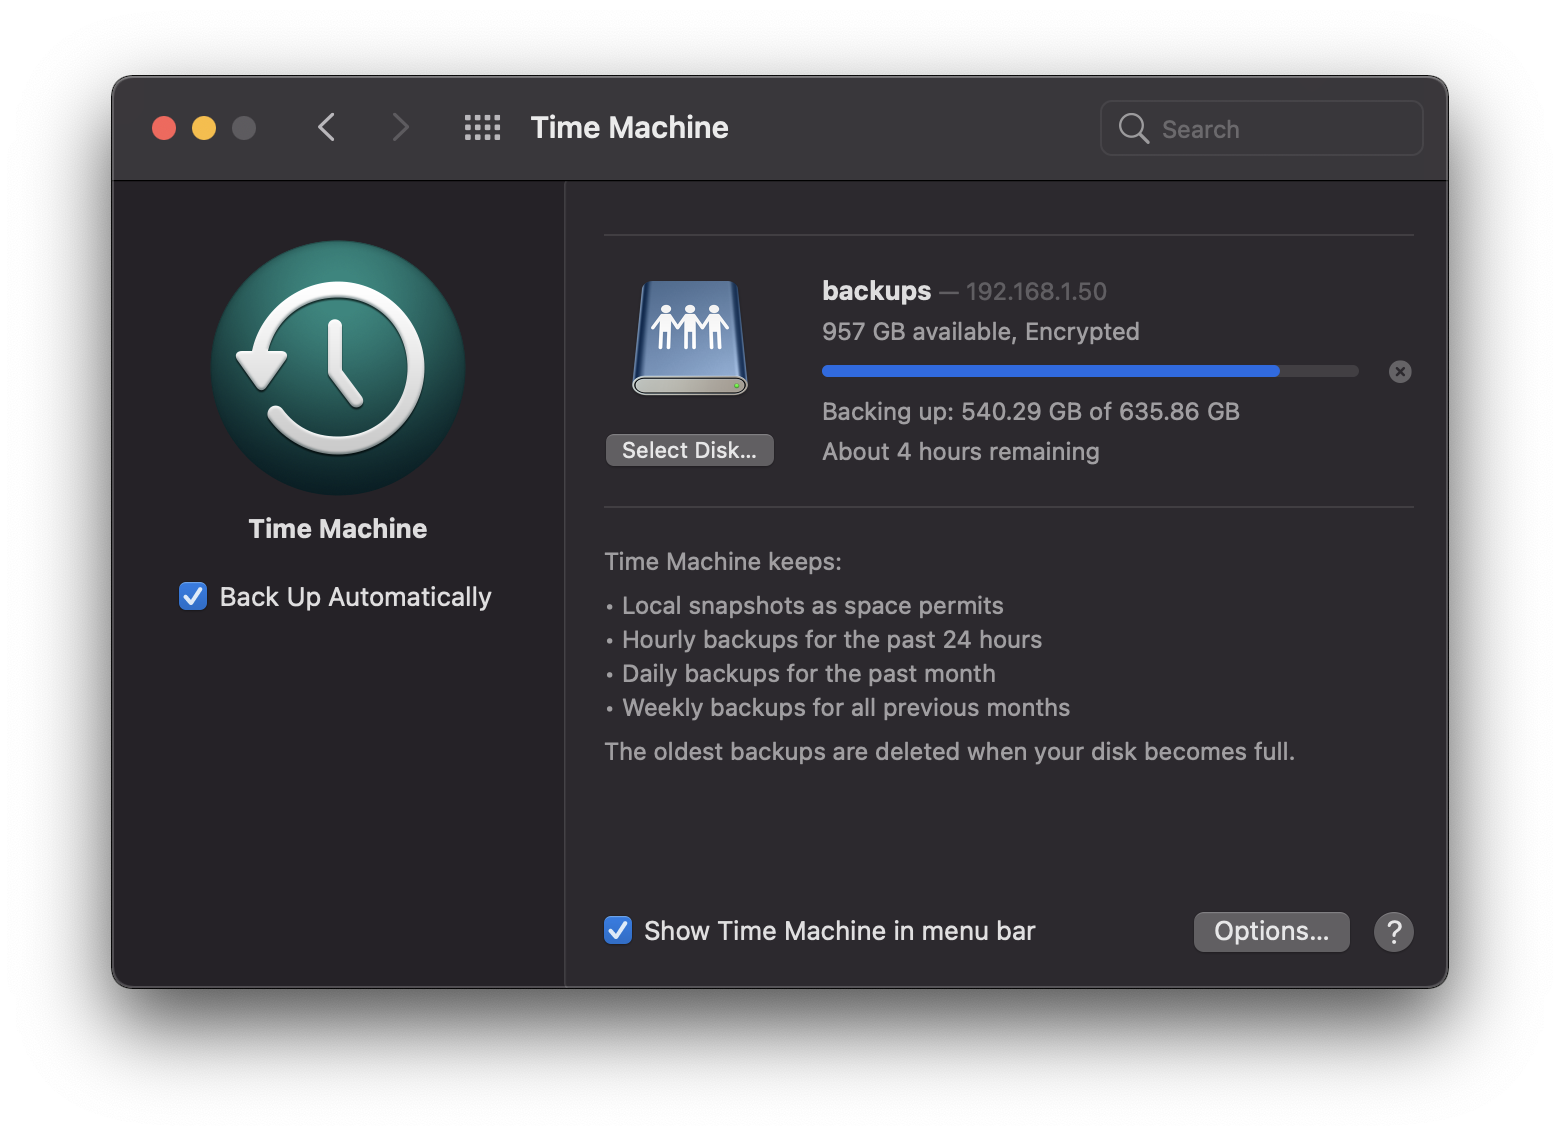 Time Machine
Search
Time Machine
Back Up Automatically
backups — 192.168.1.50
957 GB available, Encrypted
Backing up: 540.29 GB of 635.86 GB
About 4 hours remaining
Select Disk...
Time Machine keeps:
• Local snapshots as space permits
• Hourly backups for the past 24 hours
• Daily backups for the past month
• Weekly backups for all previous months
The oldest backups are deleted when your disk becomes full.
Show Time Machine in menu bar
Options...
?